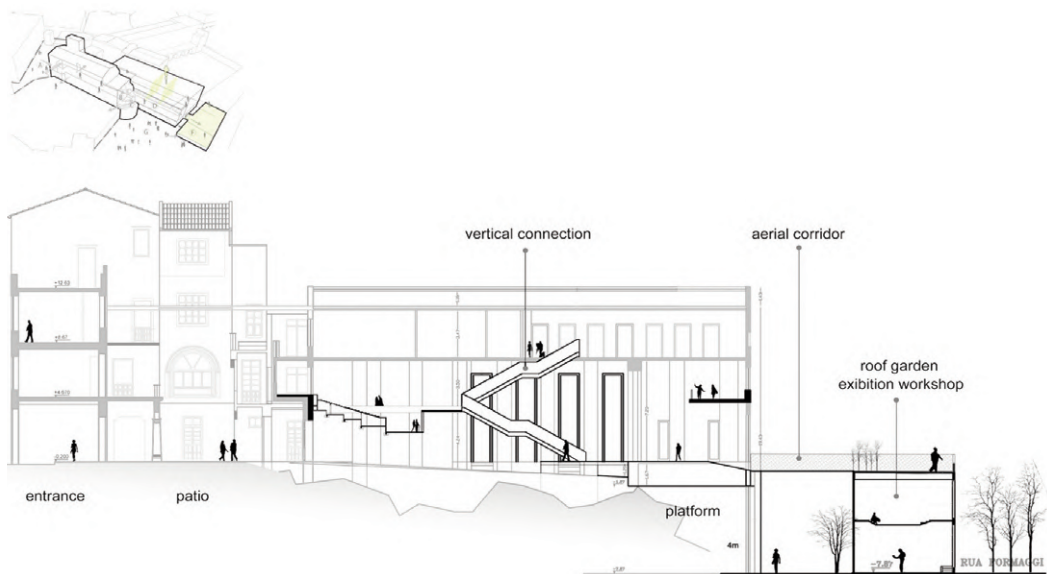 vertical connection
aerial corridor
roof garden
exibition workshop
entrance
patio
platform
4m
RUA FORMAGGI